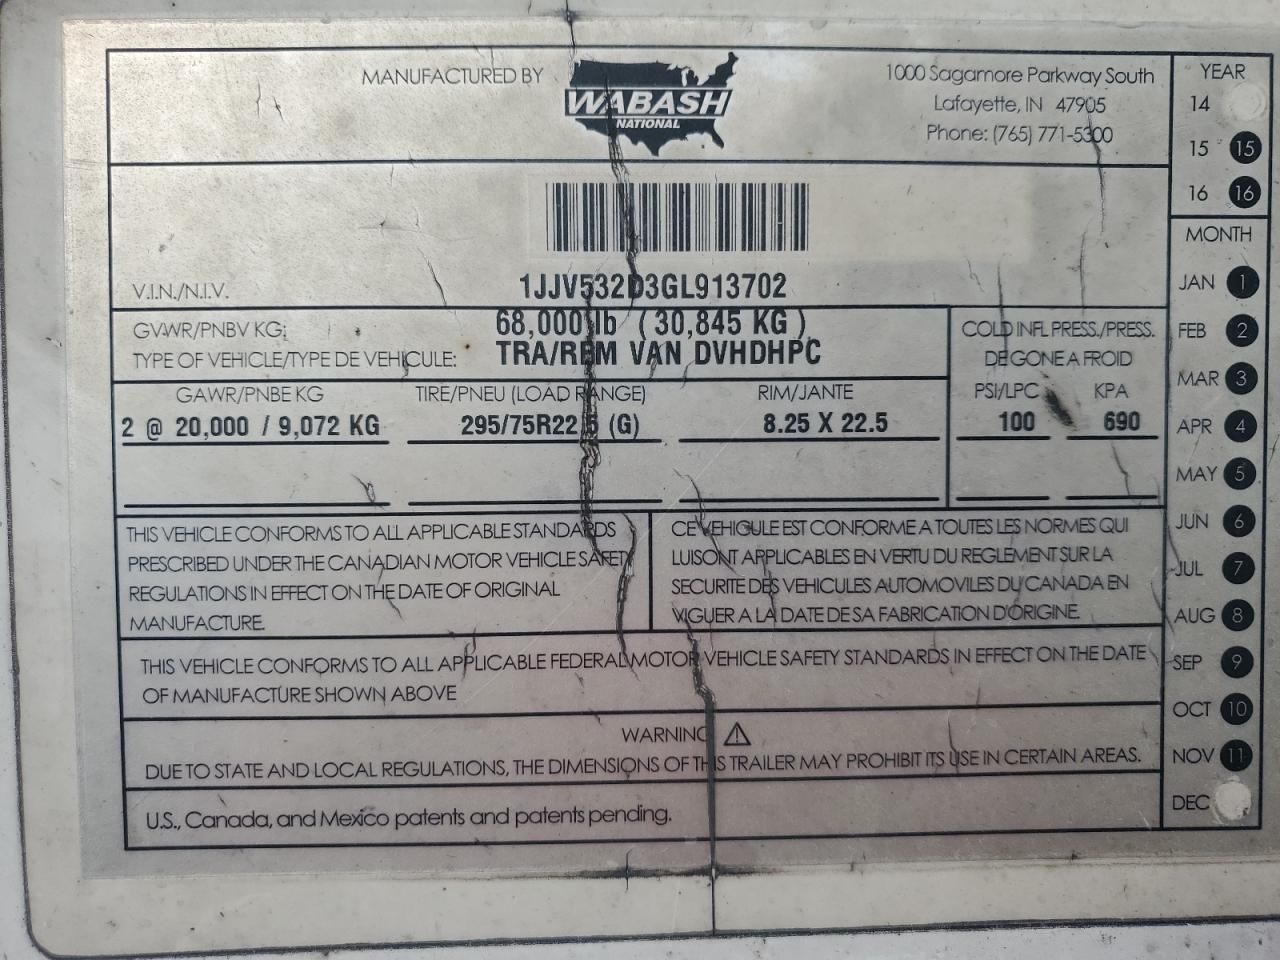 MANUFACTURED BY
WABASH
NATIONAL
1000 Sagamore Parkway South
Lafayette, IN 47905
Phone: (765) 771-5300
YEAR
14
15 15
16 16
V.I.N./N.I.V. 1JJV532D3GL913702
GVWR/PNBV KG: 68,000 lb ( 30,845 KG )
TYPE OF VEHICLE/TYPE DE VEHICULE: TRA/REM VAN DVHDHPC
COLD INFL PRESS./PRESS.
DE GONE A FROID
GAWR/PNBE KG TIRE/PNEU (LOAD RANGE) RIM/JANTE PSI/LPC KPA
2 @ 20,000 / 9,072 KG 295/75R22.5 (G) 8.25 X 22.5 100 690
THIS VEHICLE CONFORMS TO ALL APPLICABLE STANDARDS
PRESCRIBED UNDER THE CANADIAN MOTOR VEHICLE SAFETY
REGULATIONS IN EFFECT ON THE DATE OF ORIGINAL
MANUFACTURE.
CE VEHICULE EST CONFORME A TOUTES LES NORMES QUI
LUISONT APPLICABLES EN VERTU DU REGLEMENT SUR LA
SECURITE DES VEHICULES AUTOMOVILES DU CANADA EN
VIGUER A LA DATE DE SA FABRICATION D'ORIGINE.
THIS VEHICLE CONFORMS TO ALL APPLICABLE FEDERAL MOTOR VEHICLE SAFETY STANDARDS IN EFFECT ON THE DATE
OF MANUFACTURE SHOWN ABOVE
WARNING
DUE TO STATE AND LOCAL REGULATIONS, THE DIMENSIONS OF THIS TRAILER MAY PROHIBIT ITS USE IN CERTAIN AREAS.
U.S., Canada, and Mexico patents and patents pending.
MONTH
JAN 1
FEB 2
MAR 3
APR 4
MAY 5
JUN 6
JUL 7
AUG 8
SEP 9
OCT 10
NOV 11
DEC